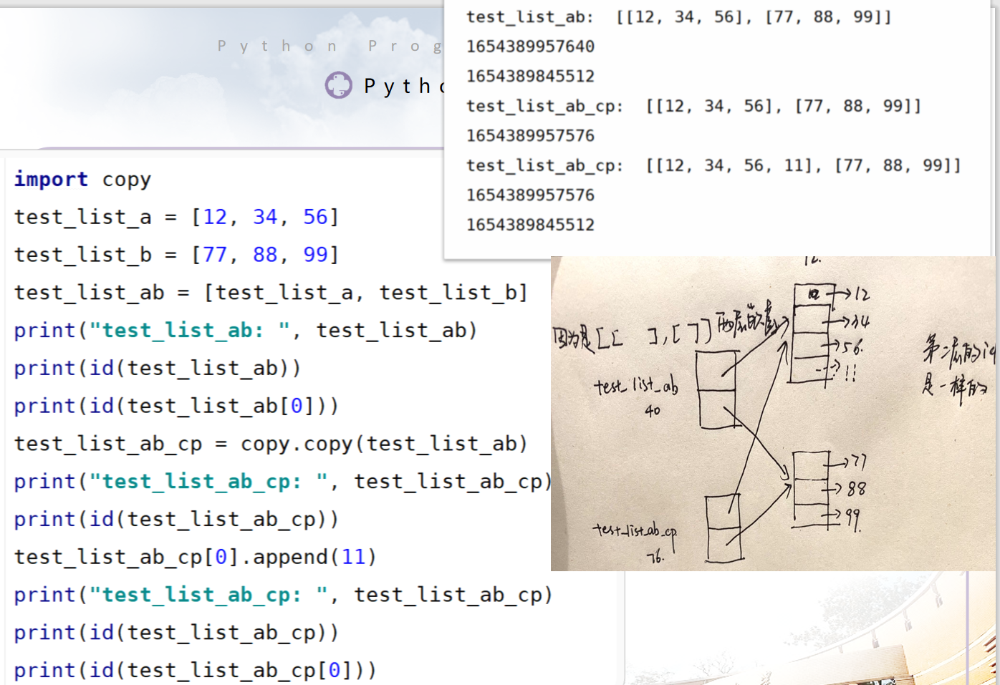 Python Prog
Pytho
import copy
test_list_a = [12, 34, 56]
test_list_b = [77, 88, 99]
test_list_ab = [test_list_a, test_list_b]
print("test_list_ab: ", test_list_ab)
print(id(test_list_ab))
print(id(test_list_ab[0]))
test_list_ab_cp = copy.copy(test_list_ab)
print("test_list_ab_cp: ", test_list_ab_cp)
print(id(test_list_ab_cp))
test_list_ab_cp[0].append(11)
print("test_list_ab_cp: ", test_list_ab_cp)
print(id(test_list_ab_cp))
print(id(test_list_ab_cp[0]))
test_list_ab:  [[12, 34, 56], [77, 88, 99]]
1654389957640
1654389845512
test_list_ab_cp:  [[12, 34, 56], [77, 88, 99]]
1654389957576
test_list_ab_cp:  [[12, 34, 56, 11], [77, 88, 99]]
1654389957576
1654389845512
12.
因为是[[ ],[ ]]两层的
→12
→34
→56.
→11
test_list_ab
40
→77
→88
→99.
test_list_ab_cp
76.
第二层的id
是一样的